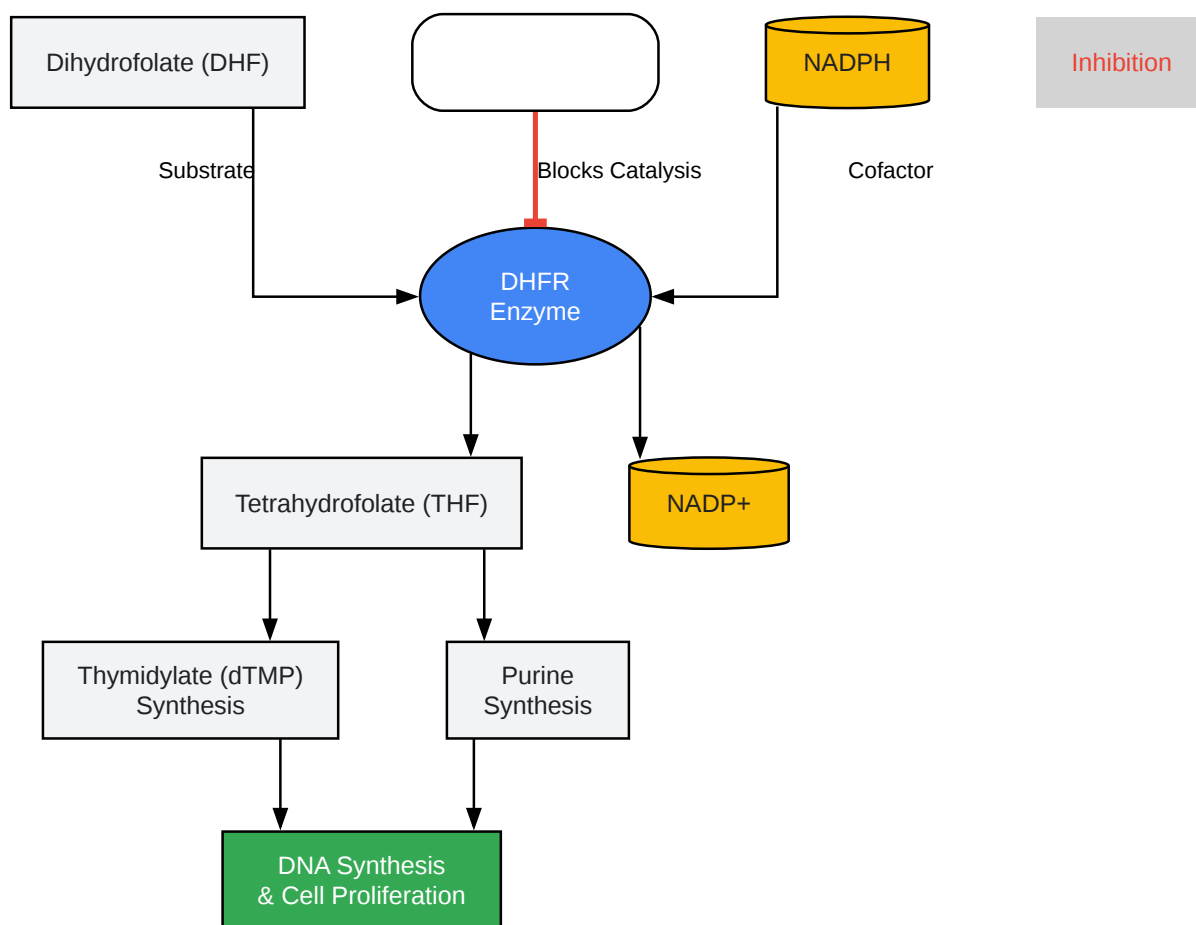 Dihydrofolate (DHF)
NADPH
Inhibition
Substrate
Blocks Catalysis
Cofactor
DHFR
Enzyme
Tetrahydrofolate (THF)
NADP+
Thymidylate (dTMP)
Synthesis
Purine
Synthesis
DNA Synthesis
& Cell Proliferation